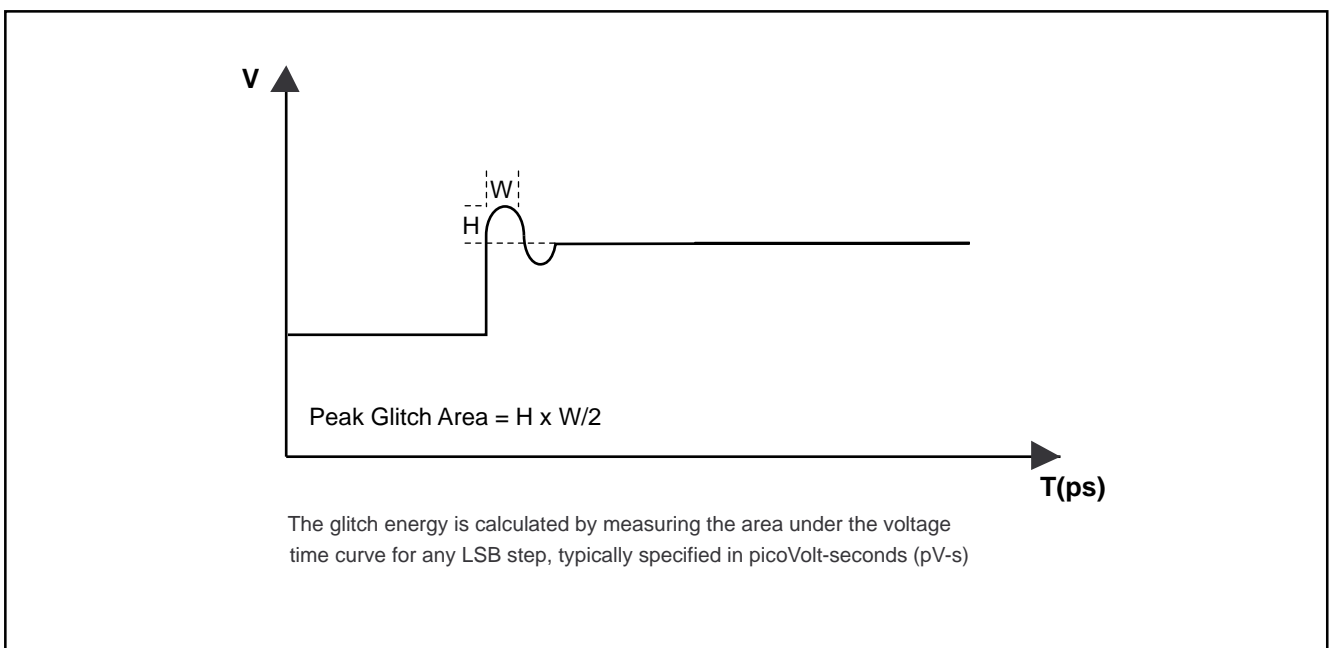 V
W
H
Peak Glitch Area = H x W/2
T(ps)
The glitch energy is calculated by measuring the area under the voltage
time curve for any LSB step, typically specified in picoVolt-seconds (pV-s)